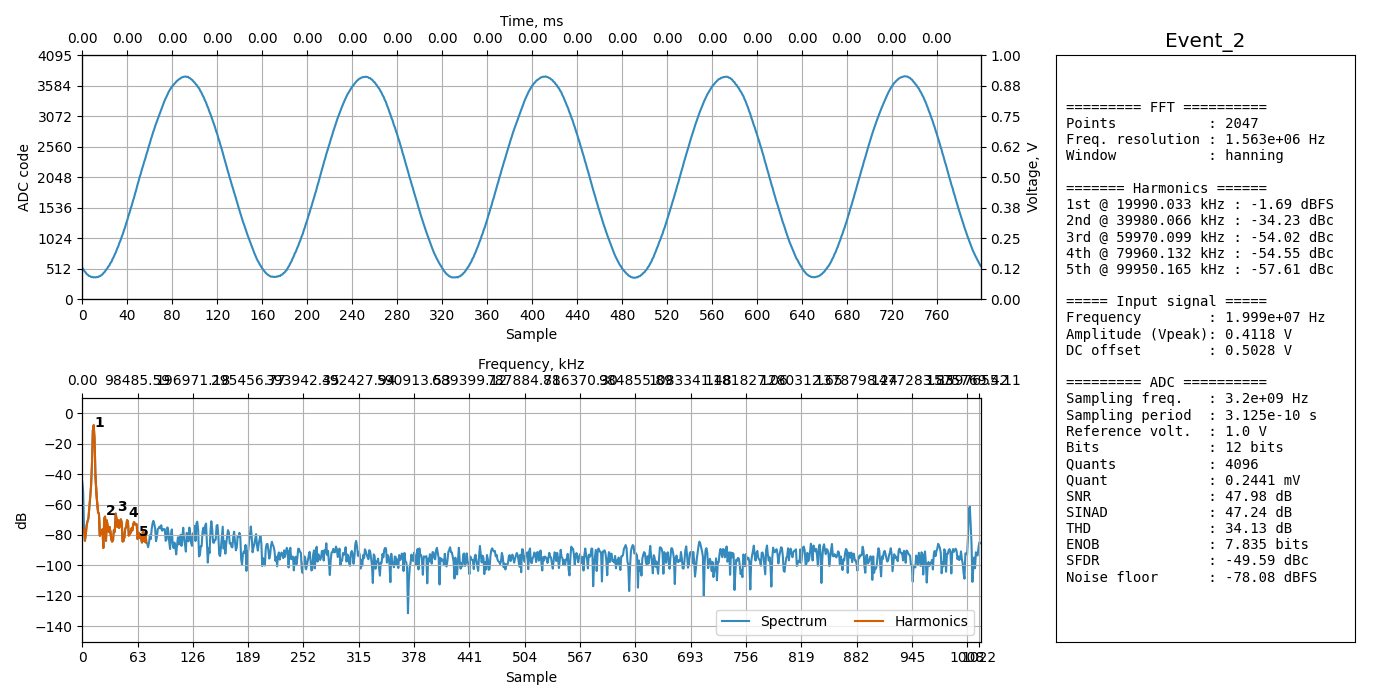 Time, ms
0.00 0.00 0.00 0.00 0.00 0.00 0.00 0.00 0.00 0.00 0.00 0.00 0.00 0.00 0.00 0.00 0.00 0.00 0.00 0.00
4095
3584
3072
2560
2048
1536
1024
512
0
ADC code
1.00
0.88
0.75
0.62
0.50
0.38
0.25
0.12
0.00
Voltage, V
0 40 80 120 160 200 240 280 320 360 400 440 480 520 560 600 640 680 720 760
Sample
Frequency, kHz
0.00 98485.59
0
−20
−40
−60
−80
−100
−120
−140
dB
1
2
3
4
5
Spectrum
Harmonics
0 63 126 189 252 315 378 441 504 567 630 693 756 819 882 945
Sample
Event_2
========= FFT ==========
Points : 2047
Freq. resolution : 1.563e+06 Hz
Window : hanning
======= Harmonics ======
1st @ 19990.033 kHz : -1.69 dBFS
2nd @ 39980.066 kHz : -34.23 dBc
3rd @ 59970.099 kHz : -54.02 dBc
4th @ 79960.132 kHz : -54.55 dBc
5th @ 99950.165 kHz : -57.61 dBc
===== Input signal =====
Frequency : 1.999e+07 Hz
Amplitude (Vpeak): 0.4118 V
DC offset : 0.5028 V
========= ADC ==========
Sampling freq. : 3.2e+09 Hz
Sampling period : 3.125e-10 s
Reference volt. : 1.0 V
Bits : 12 bits
Quants : 4096
Quant : 0.2441 mV
SNR : 47.98 dB
SINAD : 47.24 dB
THD : 34.13 dB
ENOB : 7.835 bits
SFDR : -49.59 dBc
Noise floor : -78.08 dBFS